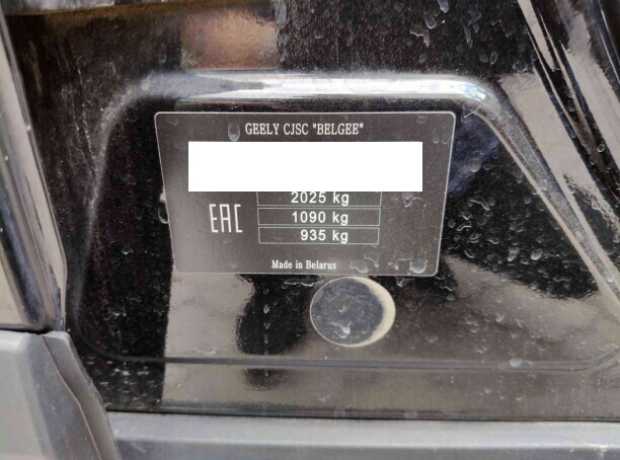 GEELY CJSC "BELGEE"
2025 kg
EAC 1090 kg
935 kg
Made in Belarus